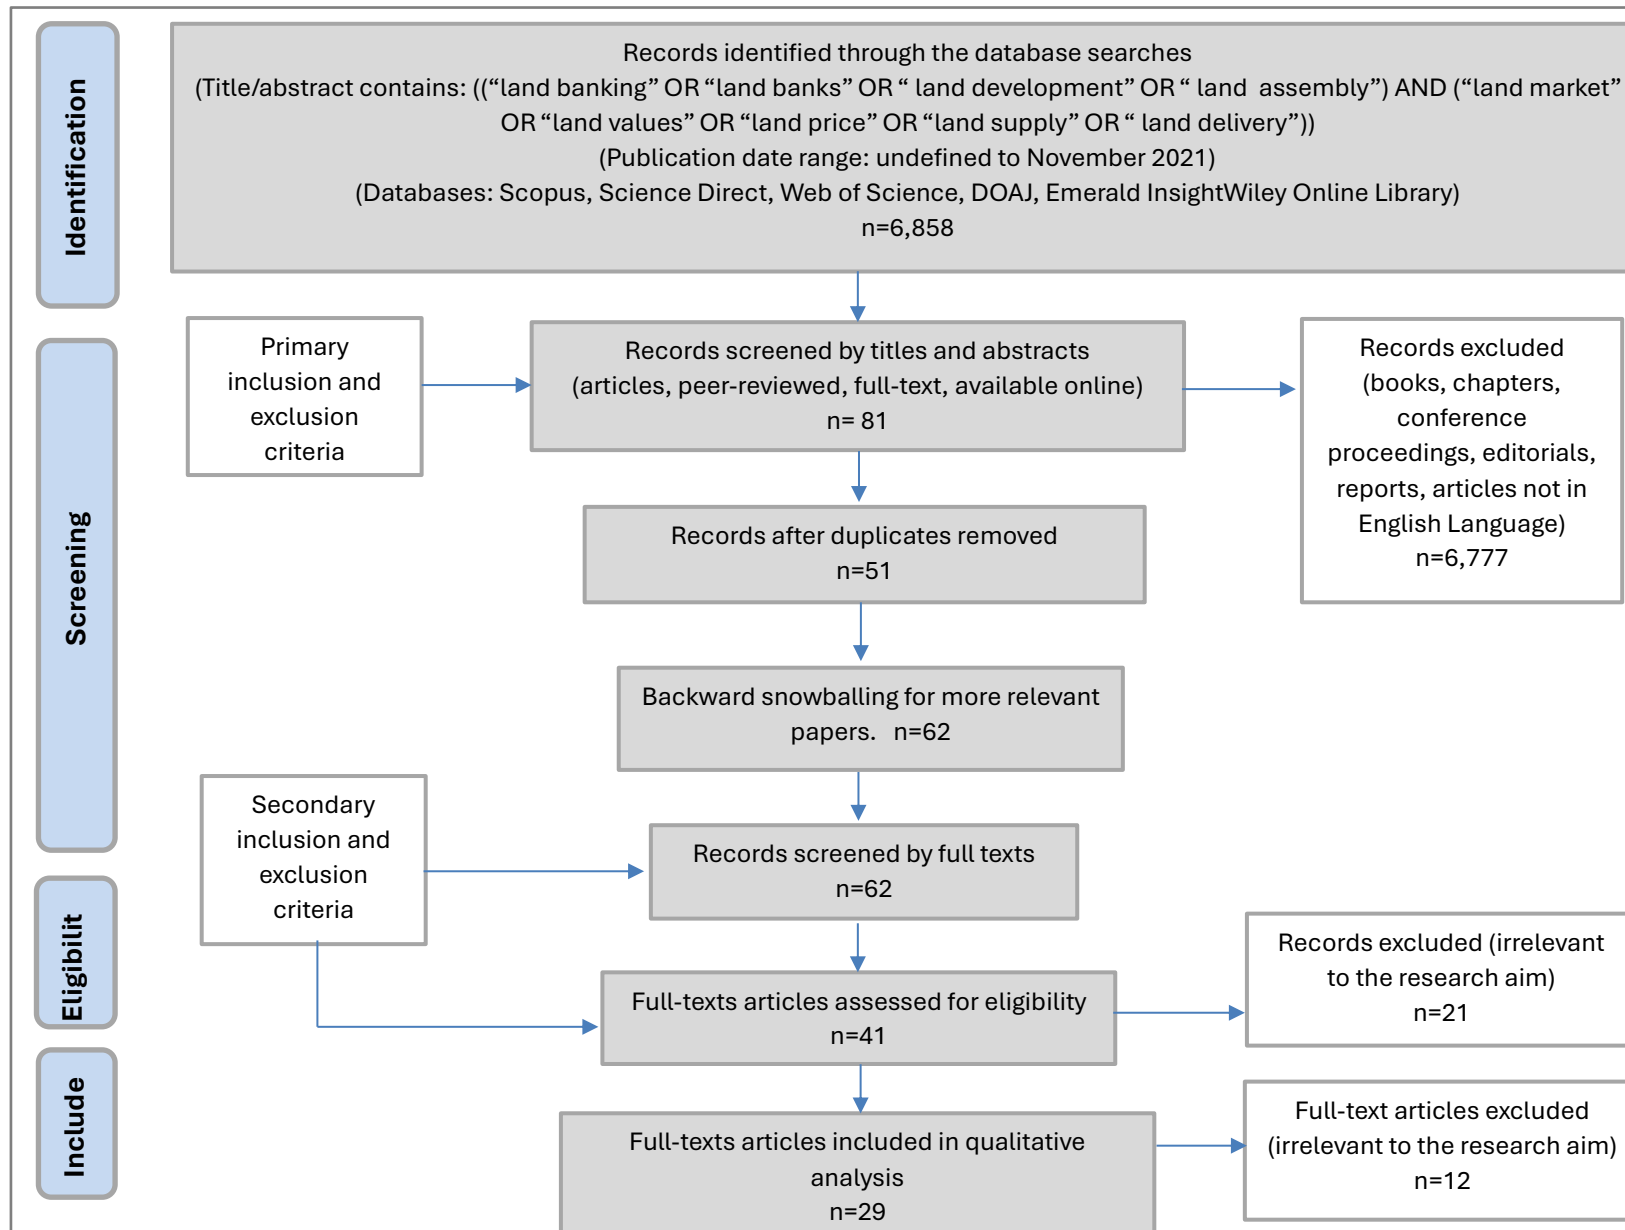 Identification
Records identified through the database searches
(Title/abstract contains: ((“land banking” OR “land banks” OR “ land development” OR “ land  assembly”) AND (“land market”
OR “land values” OR “land price” OR “land supply” OR “ land delivery”))
(Publication date range: undefined to November 2021)
(Databases: Scopus, Science Direct, Web of Science, DOAJ, Emerald InsightWiley Online Library)
n=6,858
Screening
Primary
inclusion and
exclusion
criteria
Records screened by titles and abstracts
(articles, peer-reviewed, full-text, available online)
n= 81
Records excluded
(books, chapters,
conference
proceedings, editorials,
reports, articles not in
English Language)
n=6,777
Records after duplicates removed
n=51
Backward snowballing for more relevant
papers.   n=62
Secondary
inclusion and
exclusion
criteria
Records screened by full texts
n=62
Eligibilit
Full-texts articles assessed for eligibility
n=41
Records excluded (irrelevant
to the research aim)
n=21
Include
Full-texts articles included in qualitative
analysis
n=29
Full-text articles excluded
(irrelevant to the research aim)
n=12